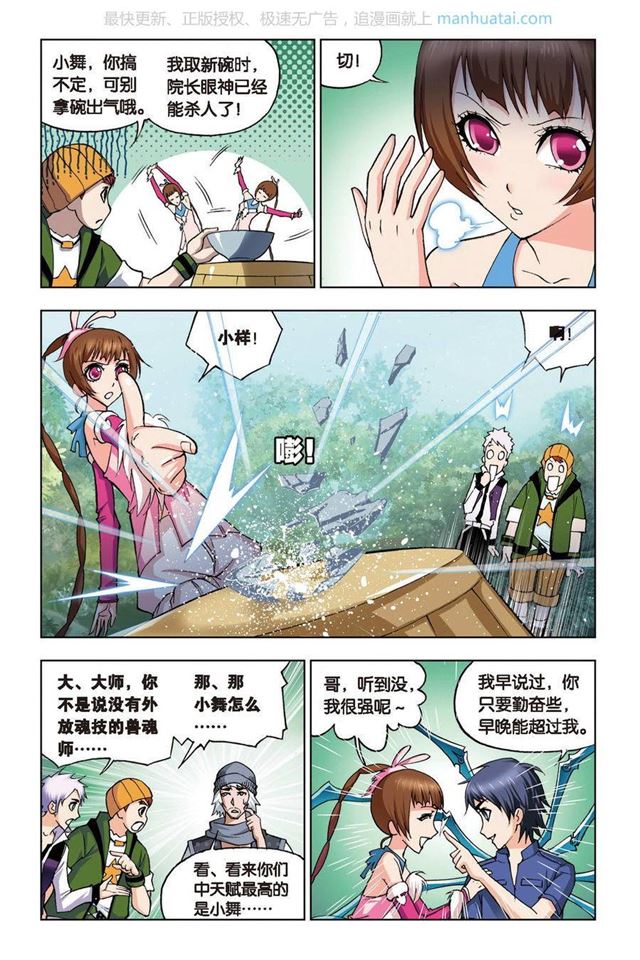 最快更新、正版授权、极速无广告，追漫画就上 manhuatai.com
小舞，你搞
不定，可别
拿碗出气哦。
我取新碗时，
院长眼神已经
能杀人了！
切！
小样！
嘭！
啊！
大、大师，你
不是说没有外
放魂技的兽魂
师……
那、那
小舞怎么
……
看、看来你们
中天赋最高的
是小舞……
哥，听到没，
我很强呢~
我早说过，你
只要勤奋些，
早晚能超过我。